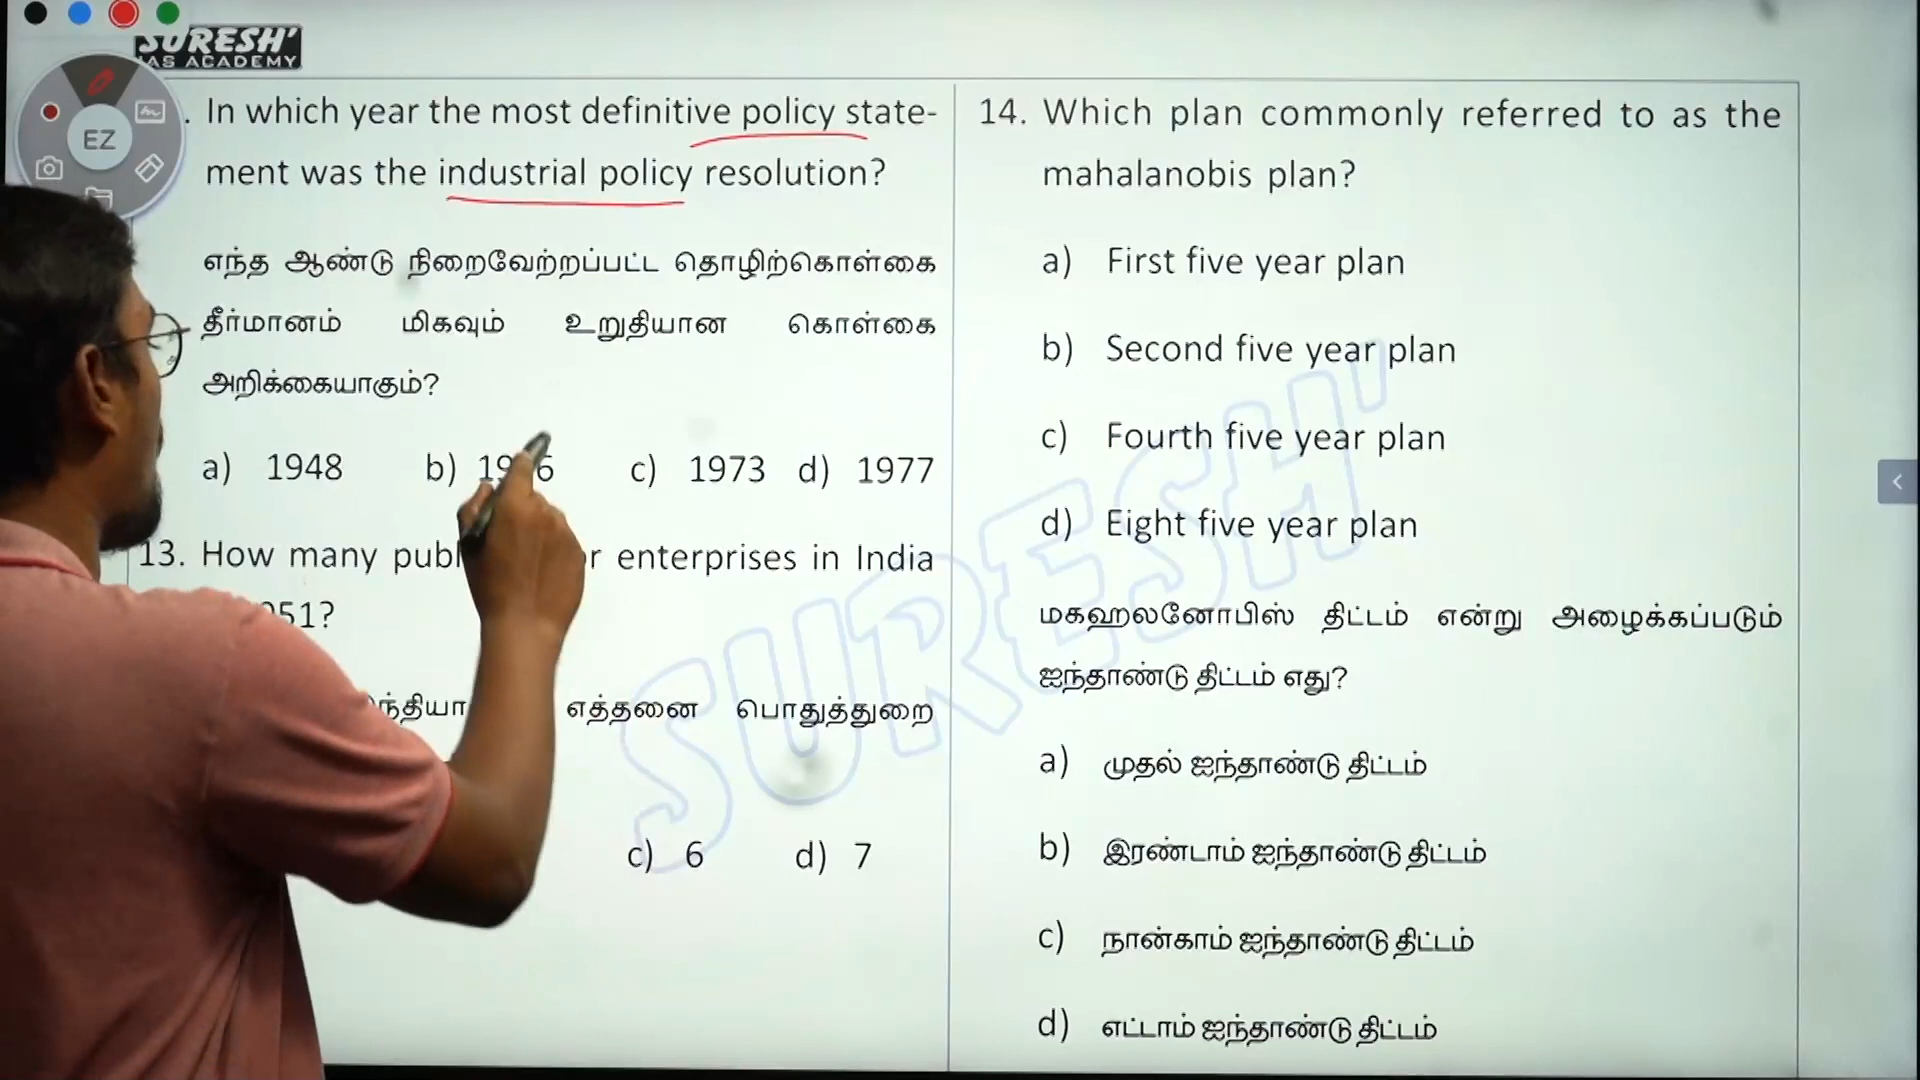 SURESH'
IAS ACADEMY
EZ
. In which year the most definitive policy state-
ment was the industrial policy resolution?
எந்த ஆண்டு நிறைவேற்றப்பட்ட தொழிற்கொள்கை
தீர்மானம் மிகவும் உறுதியான கொள்கை
அறிக்கையாகும்?
a) 1948 b) c) 1973 d) 1977
13. How many enterprises in India
எத்தனை பொதுத்துறை
c) 6 d) 7
14. Which plan commonly referred to as the
mahalanobis plan?
a) First five year plan
b) Second five year plan
c) Fourth five year plan
d) Eight five year plan
மகஹலனோபிஸ் திட்டம் என்று அழைக்கப்படும்
ஐந்தாண்டு திட்டம் எது?
a) முதல் ஐந்தாண்டு திட்டம்
b) இரண்டாம் ஐந்தாண்டு திட்டம்
c) நான்காம் ஐந்தாண்டு திட்டம்
d) எட்டாம் ஐந்தாண்டு திட்டம்
SURESH'